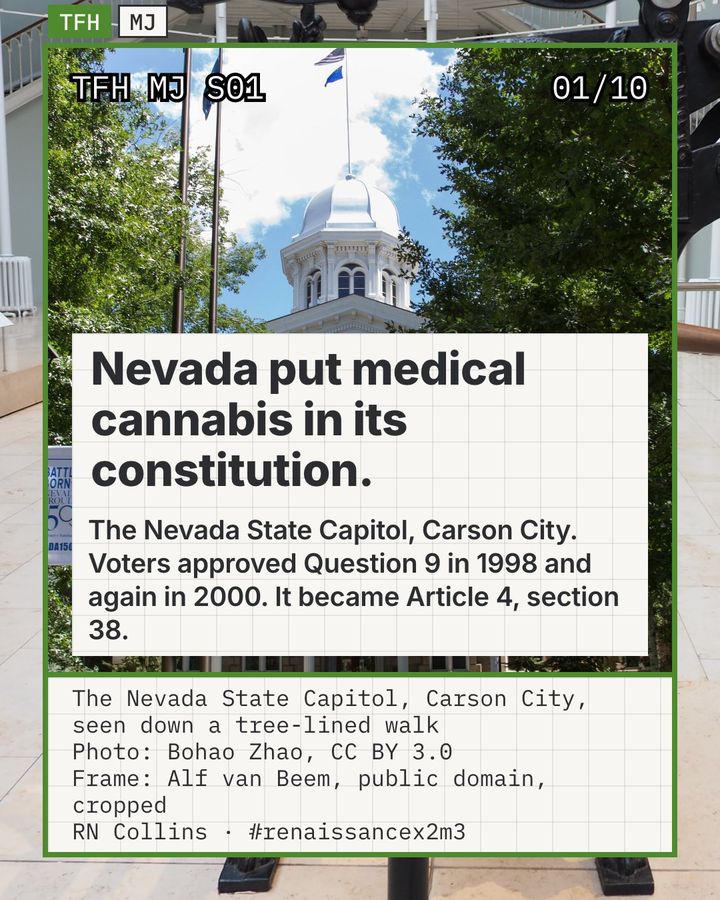 TFH MJ
TFH MJ S01
01/10
Nevada put medical
cannabis in its
constitution.
The Nevada State Capitol, Carson City.
Voters approved Question 9 in 1998 and
again in 2000. It became Article 4, section
38.
The Nevada State Capitol, Carson City,
seen down a tree-lined walk
Photo: Bohao Zhao, CC BY 3.0
Frame: Alf van Beem, public domain,
cropped
RN Collins · #renaissancex2m3